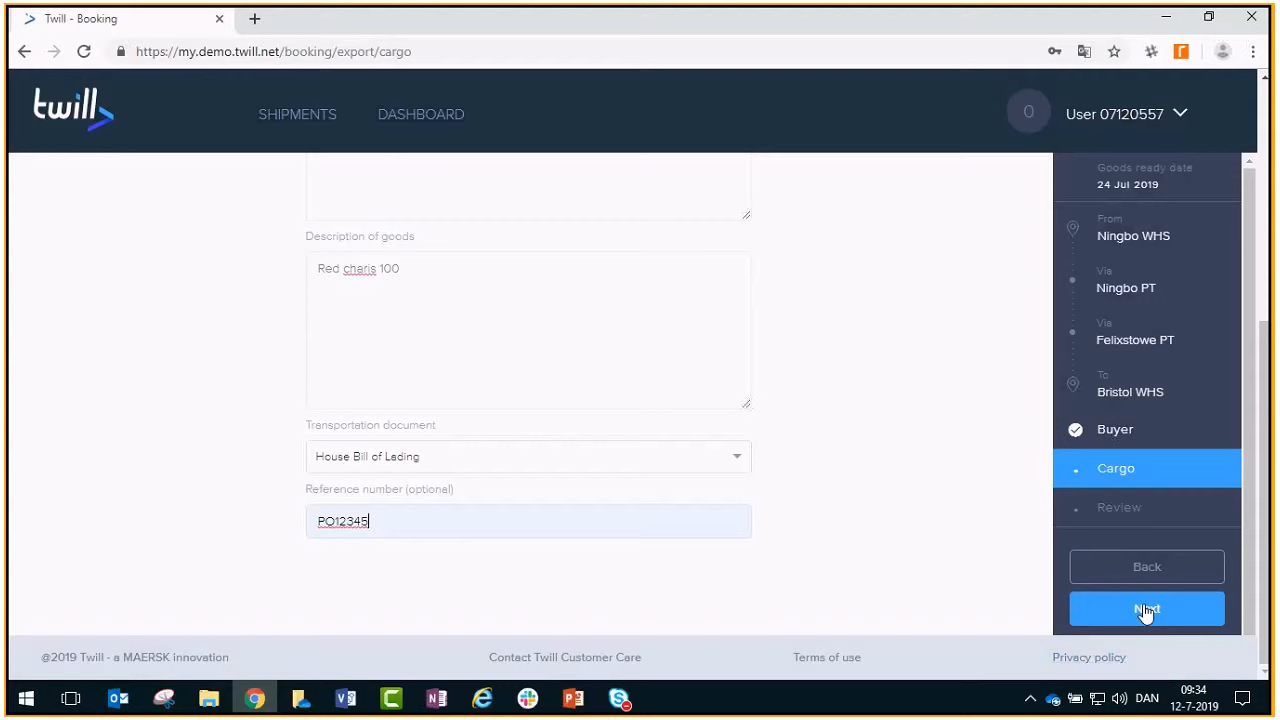 Twill - Booking
https://my.demo.twill.net/booking/export/cargo
twill
SHIPMENTS
DASHBOARD
0
User 07120557
Description of goods
Red charis 100
Transportation document
House Bill of Lading
Reference number (optional)
PO12345
Goods ready date
24 Jul 2019
From
Ningbo WHS
Via
Ningbo PT
Via
Felixstowe PT
To
Bristol WHS
Buyer
Cargo
Review
Back
Next
@2019 Twill - a MAERSK innovation
Contact Twill Customer Care
Terms of use
Privacy policy
DAN
09:34
12-7-2019